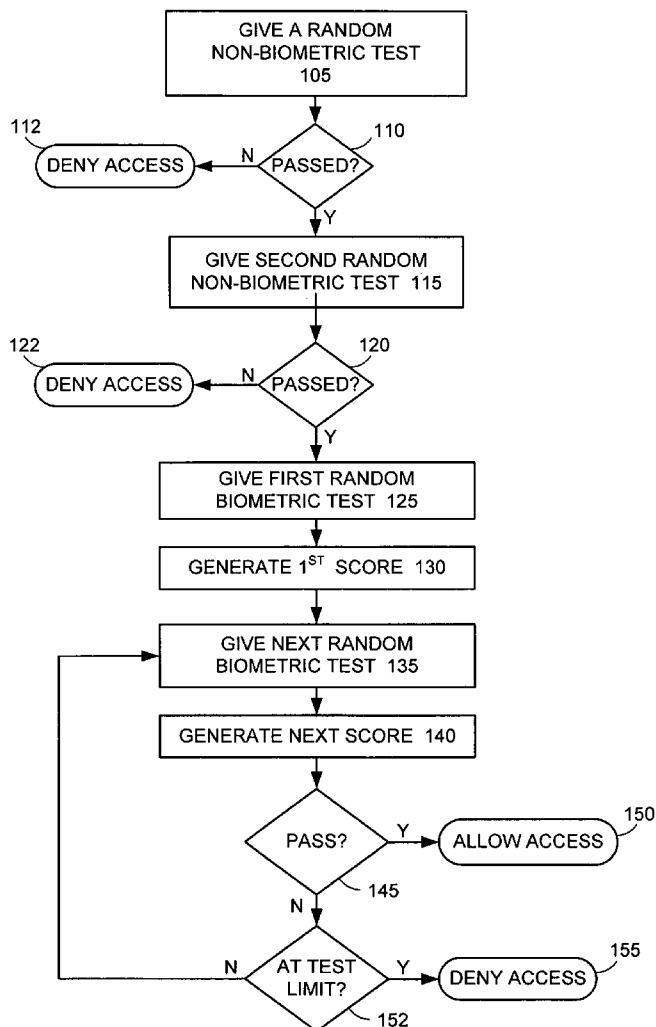 GIVE A RANDOM
NON-BIOMETRIC TEST
105
112
110
DENY ACCESS
N
PASSED?
Y
GIVE SECOND RANDOM
NON-BIOMETRIC TEST 115
122
120
DENY ACCESS
N
PASSED?
Y
GIVE FIRST RANDOM
BIOMETRIC TEST 125
GENERATE 1ST SCORE 130
GIVE NEXT RANDOM
BIOMETRIC TEST 135
GENERATE NEXT SCORE 140
150
PASS?
Y
ALLOW ACCESS
145
N
155
N
AT TEST
LIMIT?
Y
DENY ACCESS
152